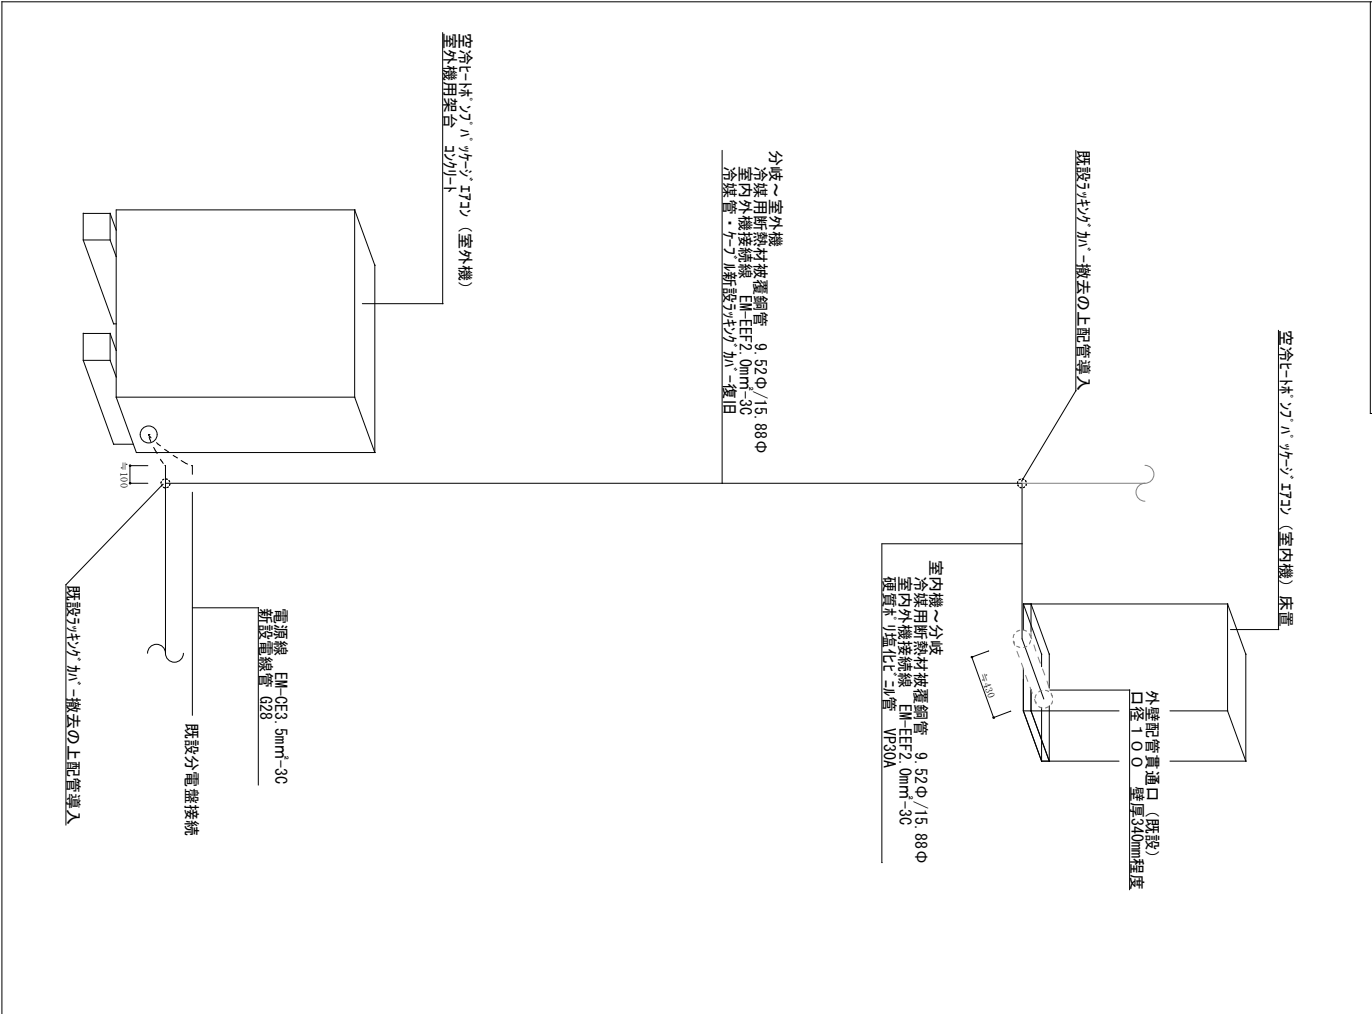 空冷ﾋｰﾄﾎﾟﾝﾌﾟﾊﾟｯｹｰｼﾞｴｱｺﾝ（室内機）床置
外壁配管貫通口（既設）
口径１００　壁厚340mm程度
既設ﾗｯｷﾝｸﾞｶﾊﾞｰ撤去の上配管導入
≒430
室内機～分岐
冷媒用断熱材被覆銅管　9.52Φ/15.88Φ
室内外機接続線　EM-EEF2.0mm²-3C
硬質ﾎﾟﾘ塩化ﾋﾞﾆﾙ管　VP30A
分岐～室外機
冷媒用断熱材被覆銅管　9.52Φ/15.88Φ
室内外機接続線　EM-EEF2.0mm²-3C
冷媒管・ｹｰﾌﾞﾙ新設ﾗｯｷﾝｸﾞｶﾊﾞｰ復旧
空冷ﾋｰﾄﾎﾟﾝﾌﾟﾊﾟｯｹｰｼﾞｴｱｺﾝ（室外機）
室外機用架台　ｺﾝｸﾘｰﾄ
電源線　EM-CE3.5mm²-3C
新設電線管　G28
既設分電盤接続
≒100
既設ﾗｯｷﾝｸﾞｶﾊﾞｰ撤去の上配管導入